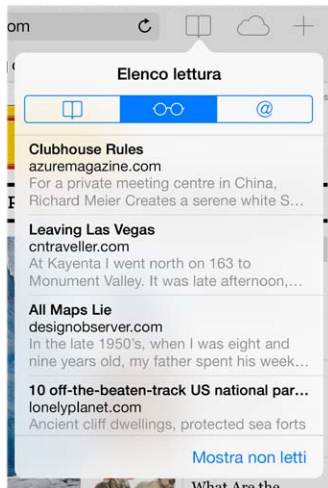 om
Elenco lettura
@
Clubhouse Rules
azuremagazine.com
For a private meeting centre in China,
Richard Meier Creates a serene white S...
Leaving Las Vegas
cntraveller.com
At Kayenta I went north on 163 to
Monument Valley. It was late afternoon,...
All Maps Lie
designobserver.com
In the late 1950's, when I was eight and
nine years old, my father spent his week...
10 off-the-beaten-track US national par...
lonelyplanet.com
Ancient cliff dwellings, protected sea forts
Mostra non letti
What Are the